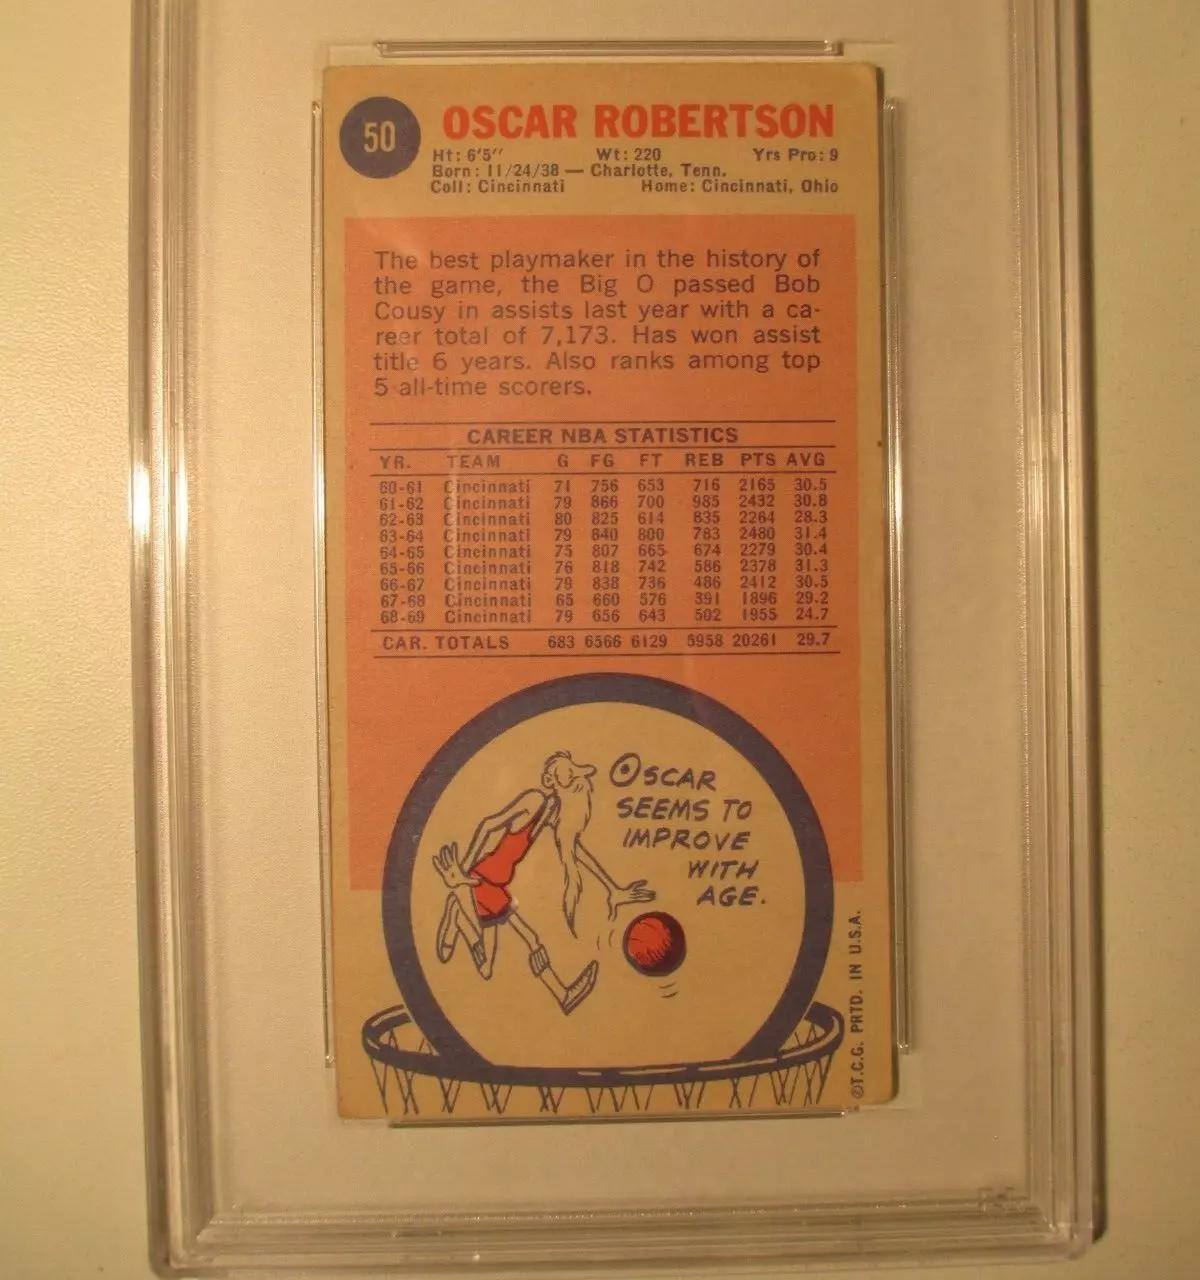 50
OSCAR ROBERTSON
Ht: 6'5" Wt: 220 Yrs Pro: 9
Born: 11/24/38 — Charlotte, Tenn.
Coll: Cincinnati Home: Cincinnati, Ohio
The best playmaker in the history of
the game, the Big O passed Bob
Cousy in assists last year with a ca-
reer total of 7,173. Has won assist
title 6 years. Also ranks among top
5 all-time scorers.
CAREER NBA STATISTICS
YR. TEAM G FG FT REB PTS AVG
60-61 Cincinnati 71 756 653 716 2165 30.5
61-62 Cincinnati 79 866 700 985 2432 30.8
62-63 Cincinnati 80 825 614 835 2264 28.3
63-64 Cincinnati 79 840 800 783 2480 31.4
64-65 Cincinnati 75 807 665 674 2279 30.4
65-66 Cincinnati 76 818 742 586 2378 31.3
66-67 Cincinnati 79 838 736 486 2412 30.5
67-68 Cincinnati 65 660 576 391 1896 29.2
68-69 Cincinnati 79 656 643 502 1955 24.7
CAR. TOTALS 683 6566 6129 5958 20261 29.7
OSCAR
SEEMS TO
IMPROVE
WITH
AGE.
©T.C.G. PRTD. IN U.S.A.